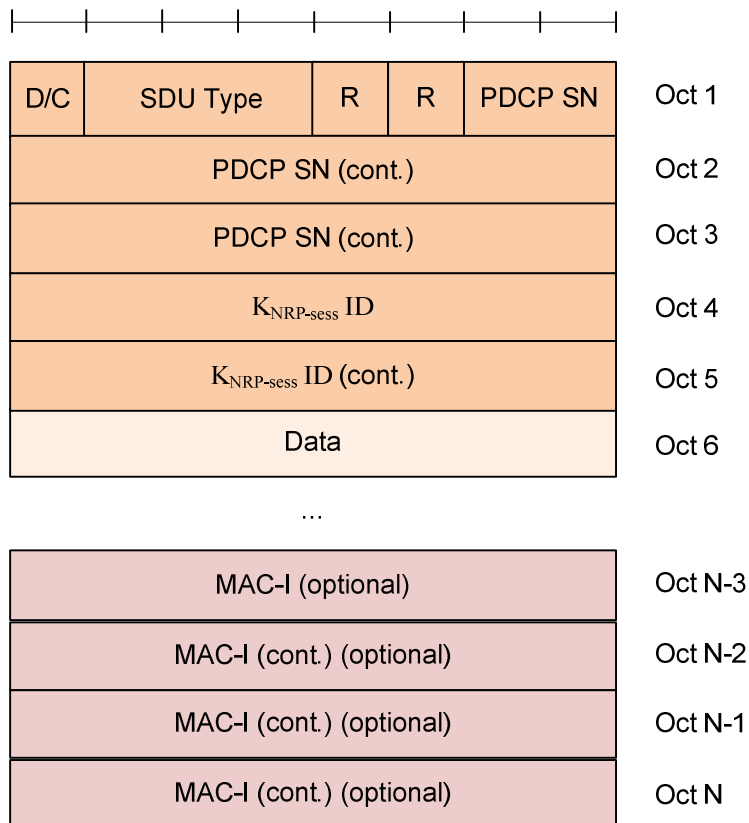 D/C SDU Type R R PDCP SN Oct 1
PDCP SN (cont.) Oct 2
PDCP SN (cont.) Oct 3
K_NRP-sess ID Oct 4
K_NRP-sess ID (cont.) Oct 5
Data Oct 6
...
MAC-I (optional) Oct N-3
MAC-I (cont.) (optional) Oct N-2
MAC-I (cont.) (optional) Oct N-1
MAC-I (cont.) (optional) Oct N